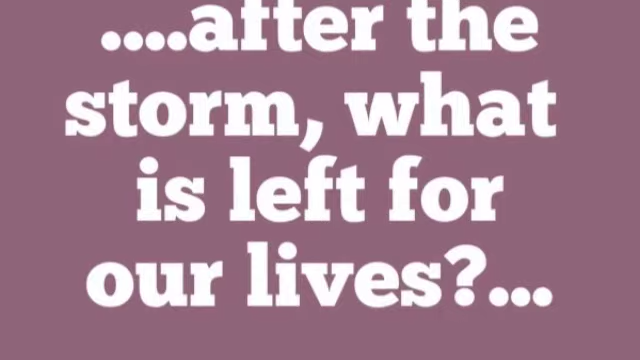 ....after the
storm, what
is left for
our lives?...